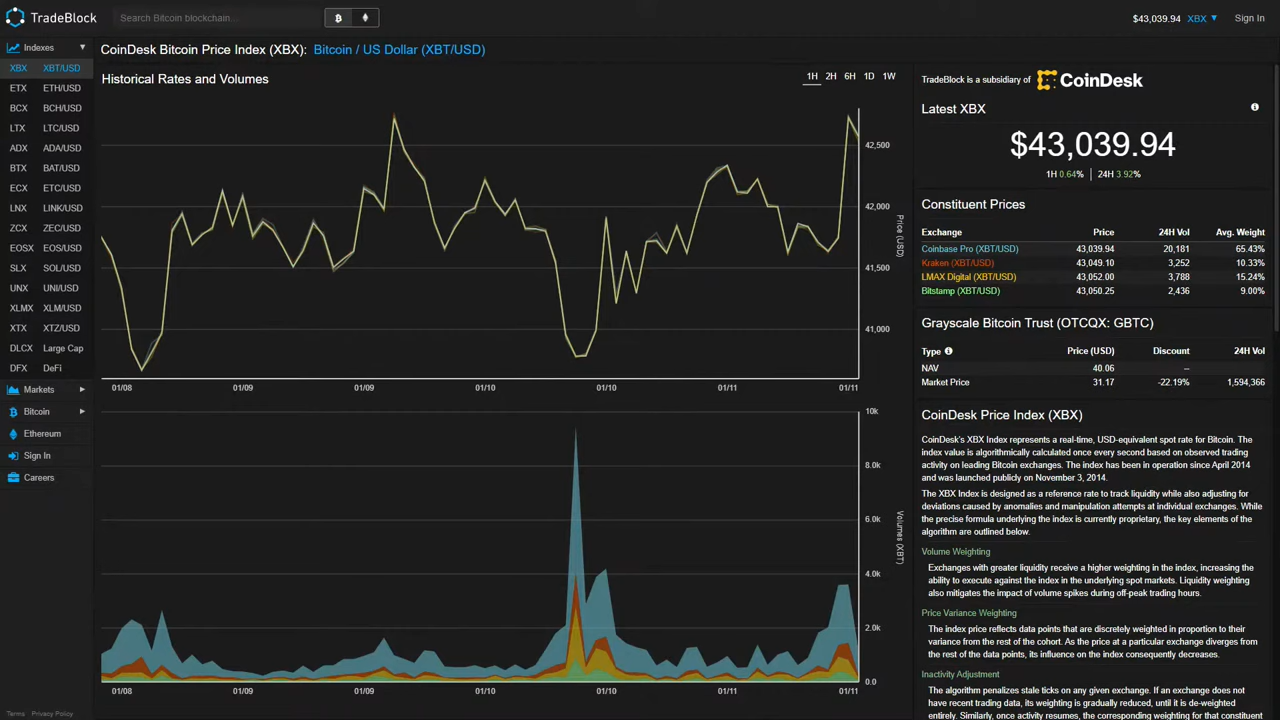 TradeBlock
Search Bitcoin blockchain...
$43,039.94 XBX ▼ Sign In
Indexes ▼
XBX XBT/USD
ETX ETH/USD
BCX BCH/USD
LTX LTC/USD
ADX ADA/USD
BTX BAT/USD
ECX ETC/USD
LNX LINK/USD
ZCX ZEC/USD
EOSX EOS/USD
SLX SOL/USD
UNX UNI/USD
XLMX XLM/USD
XTX XTZ/USD
DLCX Large Cap
DFX DeFi
Markets
Bitcoin
Ethereum
Sign In
Careers
Terms Privacy Policy
CoinDesk Bitcoin Price Index (XBX): Bitcoin / US Dollar (XBT/USD)
Historical Rates and Volumes
1H 2H 6H 1D 1W
42,500
42,000
41,500
41,000
Price (USD)
01/08 01/09 01/09 01/10 01/10 01/11 01/11
10k
8.0k
6.0k
4.0k
2.0k
0.0
Volumes (XBT)
01/08 01/09 01/09 01/10 01/10 01/11 01/11
TradeBlock is a subsidiary of CoinDesk
Latest XBX
$43,039.94
1H 0.64% | 24H 3.92%
Constituent Prices
Exchange Price 24H Vol Avg. Weight
Coinbase Pro (XBT/USD) 43,039.94 20,181 65.43%
Kraken (XBT/USD) 43,049.10 3,252 10.33%
LMAX Digital (XBT/USD) 43,052.00 3,788 15.24%
Bitstamp (XBT/USD) 43,050.25 2,436 9.00%
Grayscale Bitcoin Trust (OTCQX: GBTC)
Type Price (USD) Discount 24H Vol
NAV 40.06 --
Market Price 31.17 -22.19% 1,594,366
CoinDesk Price Index (XBX)
CoinDesk's XBX Index represents a real-time, USD-equivalent spot rate for Bitcoin. The
index value is algorithmically calculated once every second based on observed trading
activity on leading Bitcoin exchanges. The index has been in operation since April 2014
and was launched publicly on November 3, 2014.
The XBX Index is designed as a reference rate to track liquidity while also adjusting for
deviations caused by anomalies and manipulation attempts at individual exchanges. While
the precise formula underlying the index is currently proprietary, the key elements of the
algorithm are outlined below.
Volume Weighting
Exchanges with greater liquidity receive a higher weighting in the index, increasing the
ability to execute against the index in the underlying spot markets. Liquidity weighting
also mitigates the impact of volume spikes during off-peak trading hours.
Price Variance Weighting
The index price reflects data points that are discretely weighted in proportion to their
variance from the rest of the cohort. As the price at a particular exchange diverges from
the rest of the data points, its influence on the index consequently decreases.
Inactivity Adjustment
The algorithm penalizes stale ticks on any given exchange. If an exchange does not
have recent trading data, its weighting is gradually reduced, until it is de-weighted
entirely. Similarly, once activity resumes, the corresponding weighting for that constituent